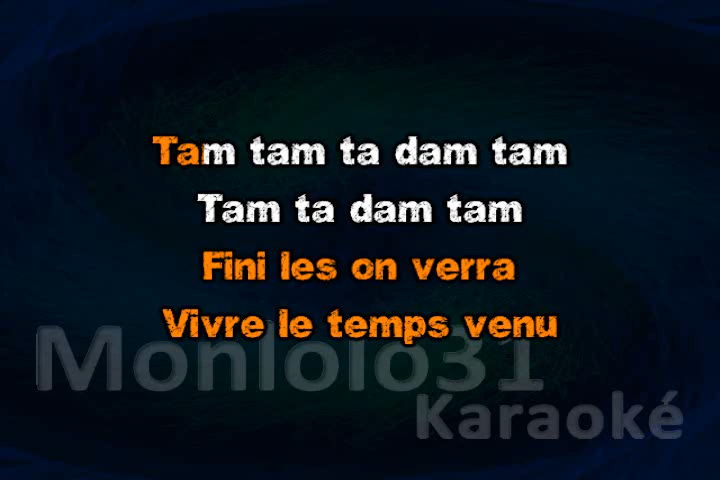 Tam tam ta dam tam
Tam ta dam tam
Fini les on verra
Vivre le temps venu
Monlolo31
Karaoké